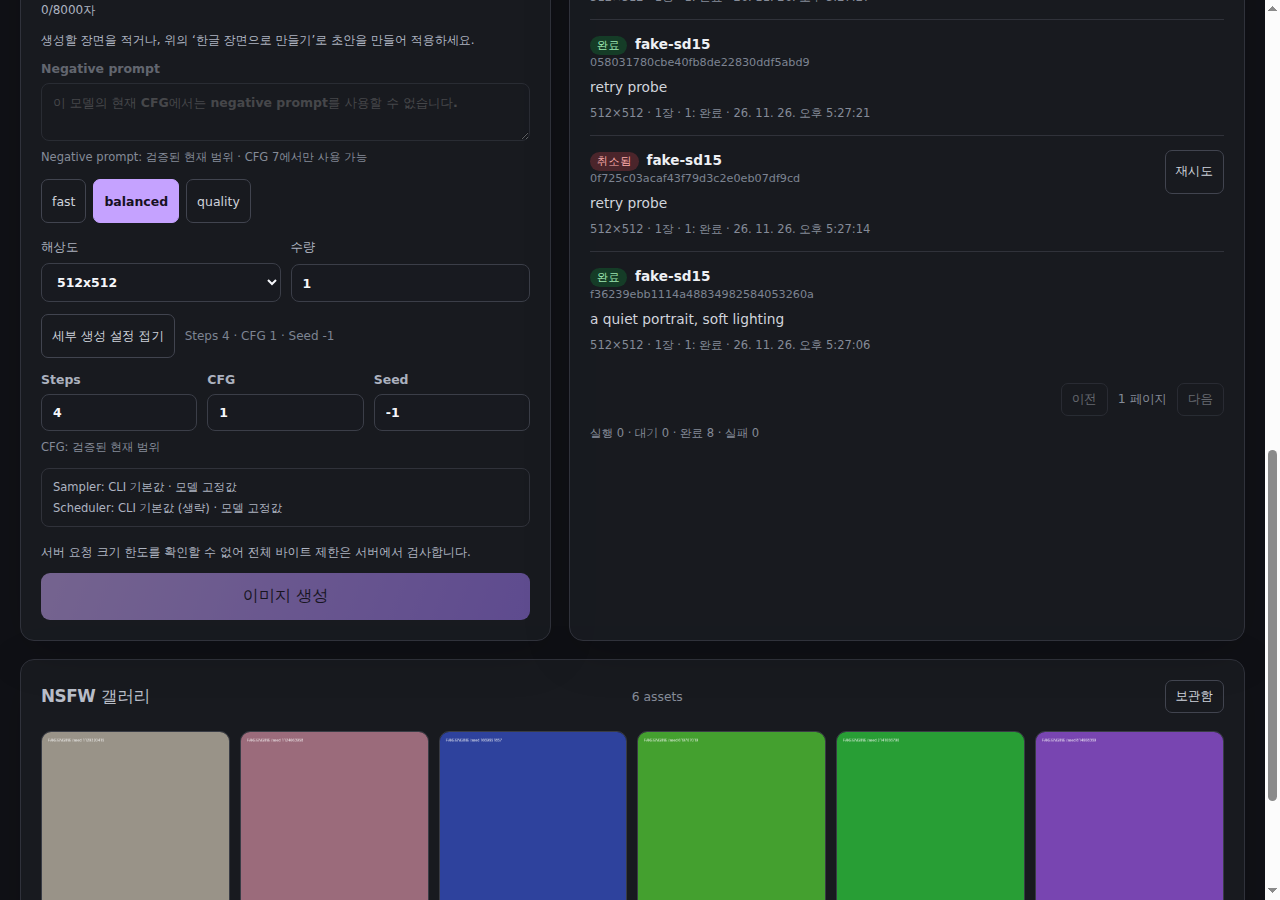 0/8000자
생성할 장면을 적거나, 위의 ‘한글 장면으로 만들기’로 초안을 만들어 적용하세요.
Negative prompt
이 모델의 현재 CFG에서는 negative prompt를 사용할 수 없습니다.
Negative prompt: 검증된 현재 범위 · CFG 7에서만 사용 가능
fast
balanced
quality
해상도
수량
512x512
1
세부 생성 설정 접기
Steps 4 · CFG 1 · Seed -1
Steps
CFG
Seed
4
1
-1
CFG: 검증된 현재 범위
Sampler: CLI 기본값 · 모델 고정값
Scheduler: CLI 기본값 (생략) · 모델 고정값
서버 요청 크기 한도를 확인할 수 없어 전체 바이트 제한은 서버에서 검사합니다.
이미지 생성
완료 fake-sd15
058031780cbe40fb8de22830ddf5abd9
retry probe
512×512 · 1장 · 1: 완료 · 26. 11. 26. 오후 5:27:21
취소됨 fake-sd15
0f725c03acaf43f79d3c2e0eb07df9cd
재시도
retry probe
512×512 · 1장 · 1: 완료 · 26. 11. 26. 오후 5:27:14
완료 fake-sd15
f36239ebb1114a48834982584053260a
a quiet portrait, soft lighting
512×512 · 1장 · 1: 완료 · 26. 11. 26. 오후 5:27:06
이전
1 페이지
다음
실행 0 · 대기 0 · 완료 8 · 실패 0
NSFW 갤러리
6 assets
보관함